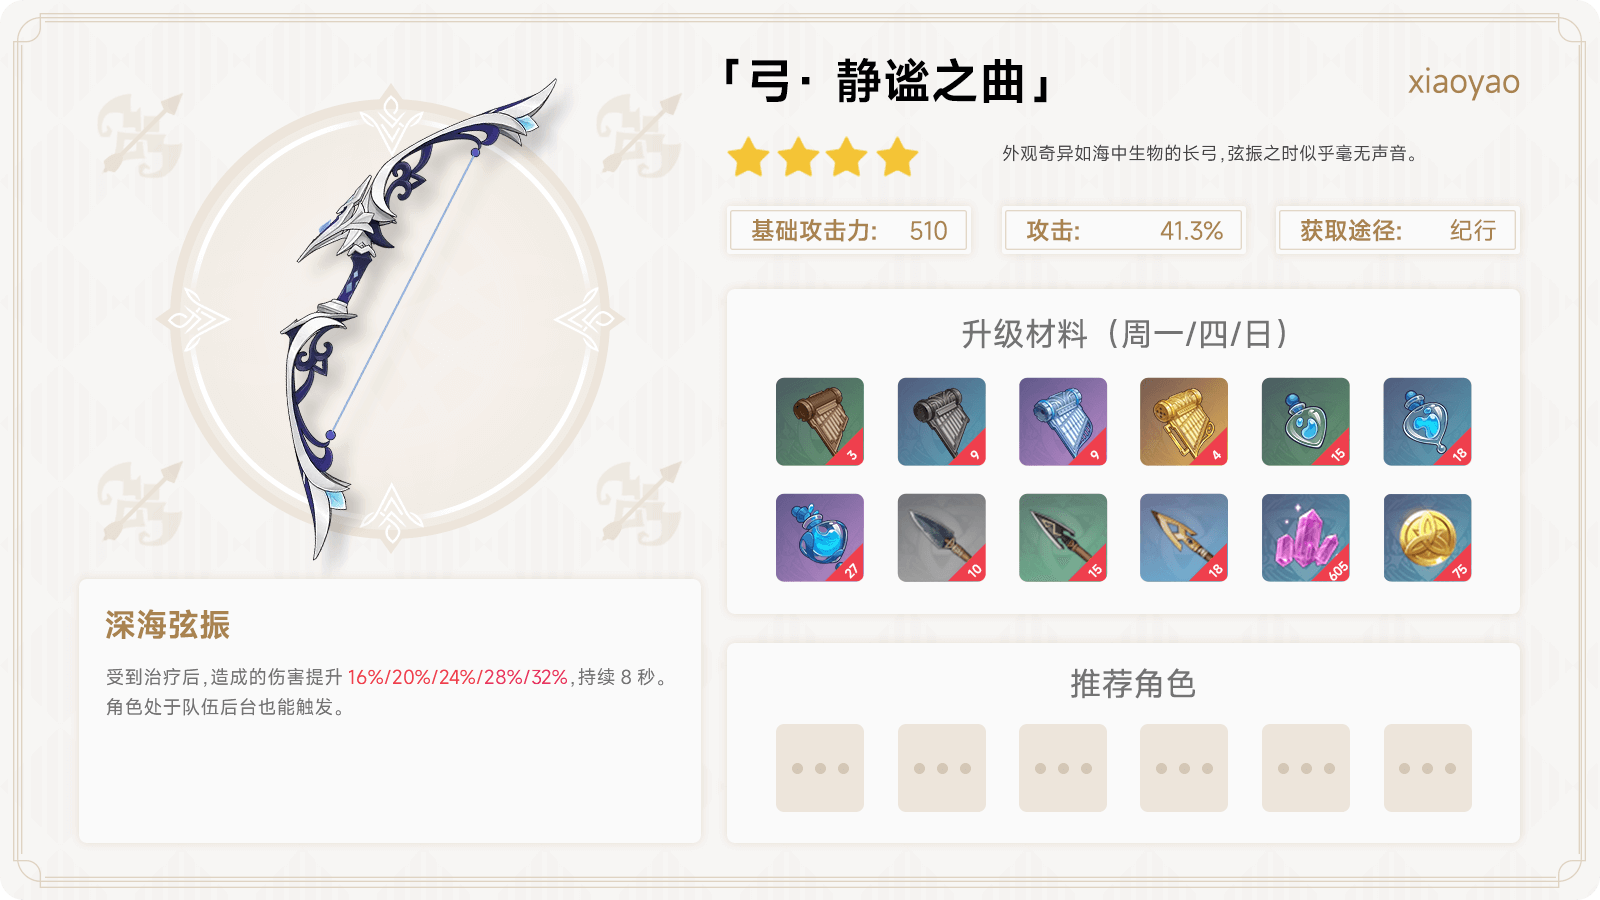 「弓· 静谧之曲」
xiaoyao
外观奇异如海中生物的长弓,弦振之时似乎毫无声音。
基础攻击力: 510
攻击: 41.3%
获取途径: 纪行
升级材料（周一/四/日）
3 9 9 4 15 18
27 10 15 18 605 75
深海弦振
受到治疗后,造成的伤害提升 16%/20%/24%/28%/32%,持续 8 秒。
角色处于队伍后台也能触发。
推荐角色